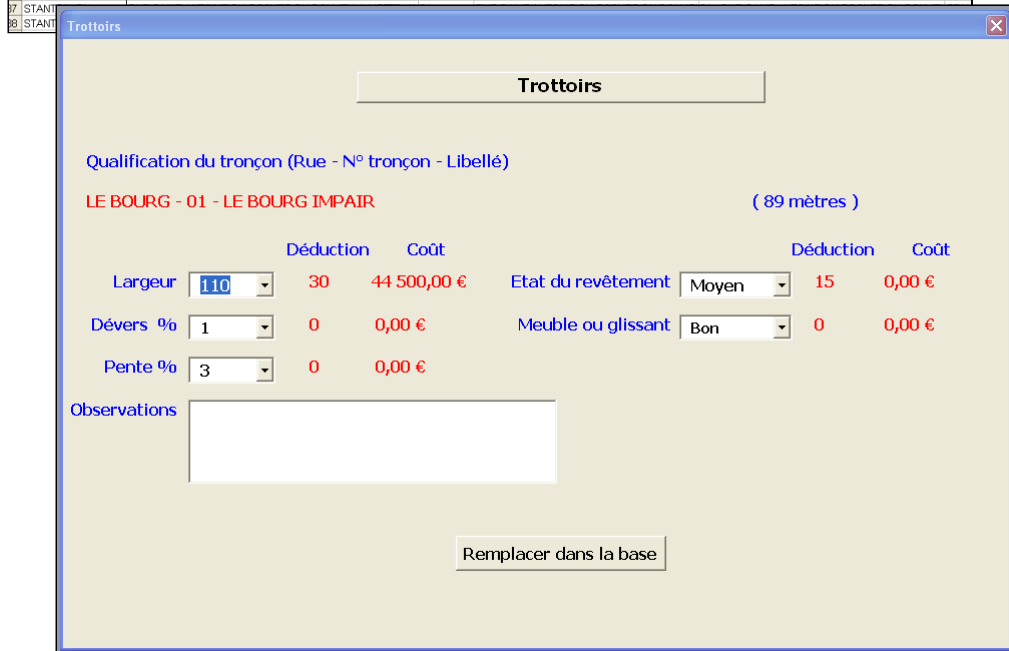 37 STANT
38 STANT
Trottoirs
Trottoirs
Qualification du tronçon (Rue - N° tronçon - Libellé)
LE BOURG - 01 - LE BOURG IMPAIR ( 89 mètres )
Déduction Coût Déduction Coût
Largeur 110 30 44 500,00 € Etat du revêtement Moyen 15 0,00 €
Dévers % 1 0 0,00 € Meuble ou glissant Bon 0 0,00 €
Pente % 3 0 0,00 €
Observations
Remplacer dans la base